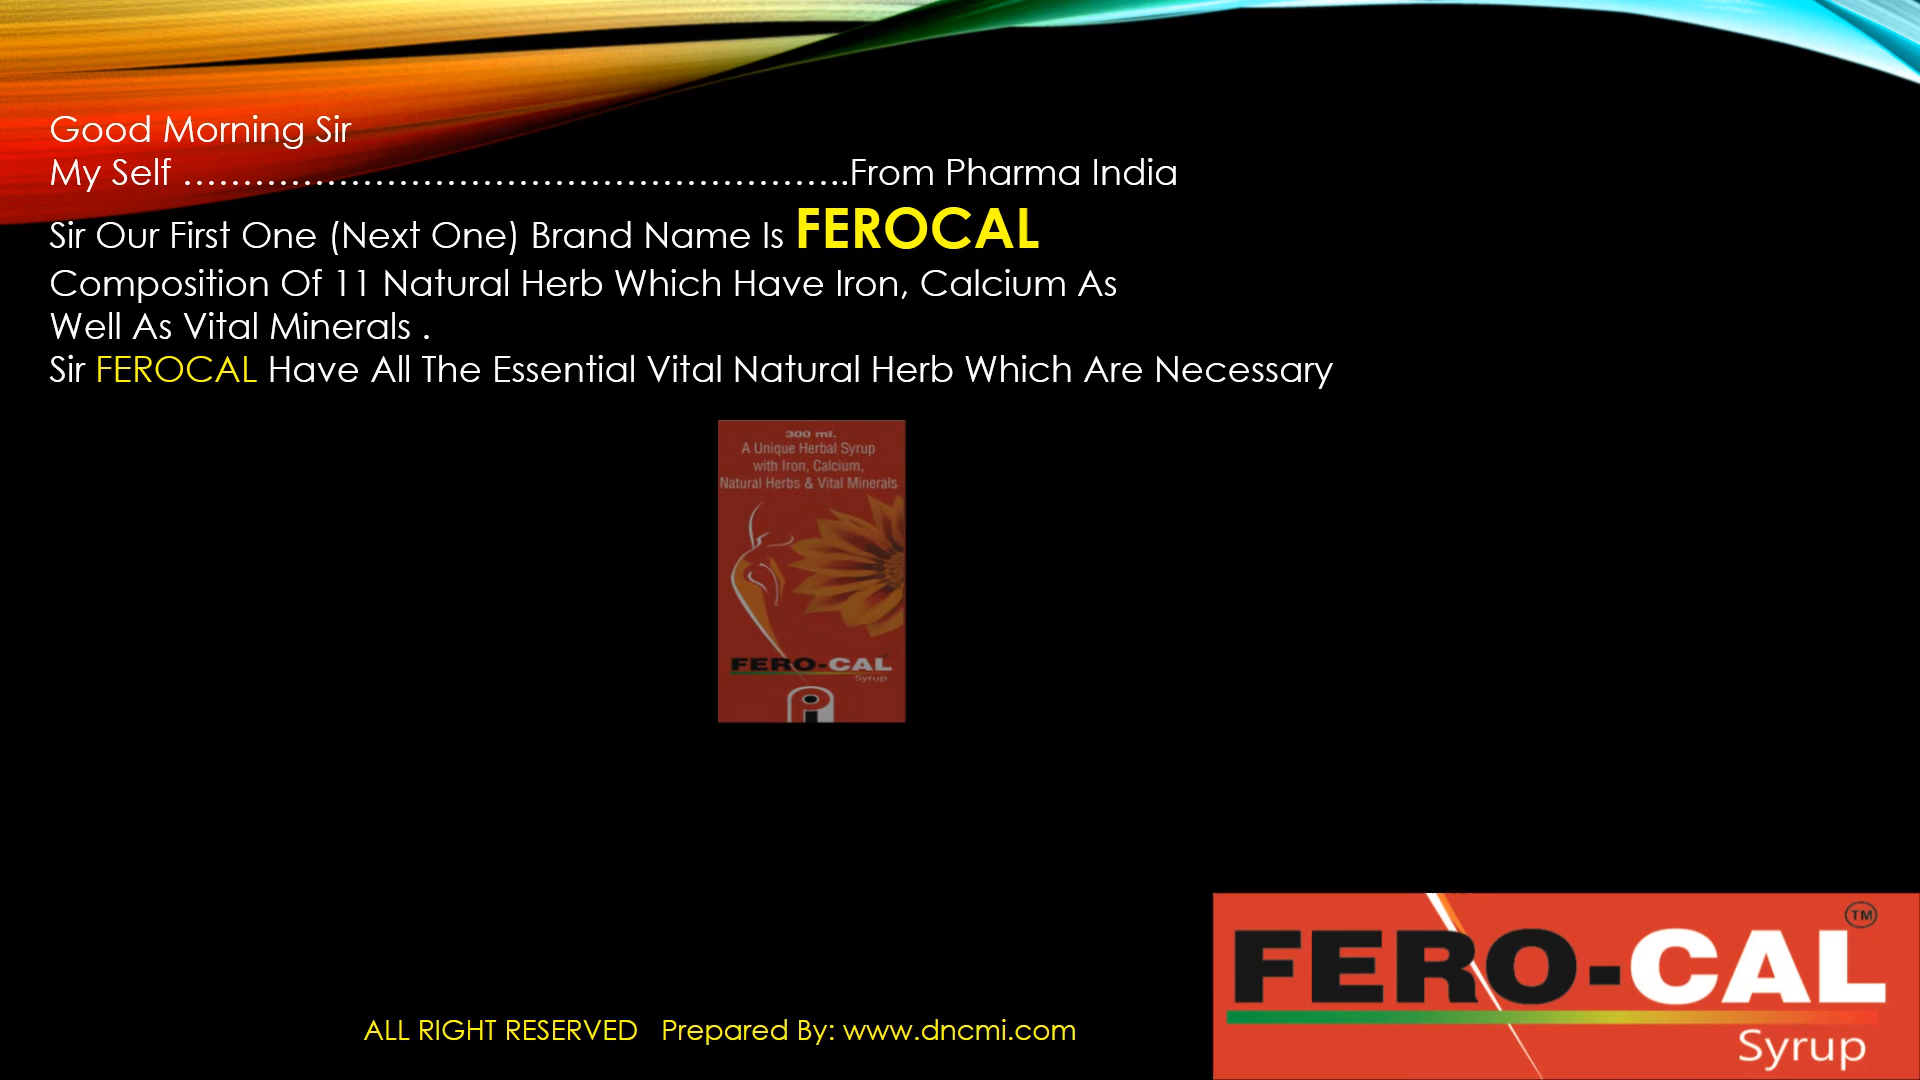 Good Morning Sir
My Self ……………………………………………………..From Pharma India
Sir Our First One (Next One) Brand Name Is FEROCAL
Composition Of 11 Natural Herb Which Have Iron, Calcium As
Well As Vital Minerals .
Sir FEROCAL Have All The Essential Vital Natural Herb Which Are Necessary
300 ml.
A Unique Herbal Syrup
with Iron, Calcium,
Natural Herbs & Vital Minerals
FERO-CAL
Syrup
Pi
FERO-CAL TM
Syrup
ALL RIGHT RESERVED Prepared By: www.dncmi.com